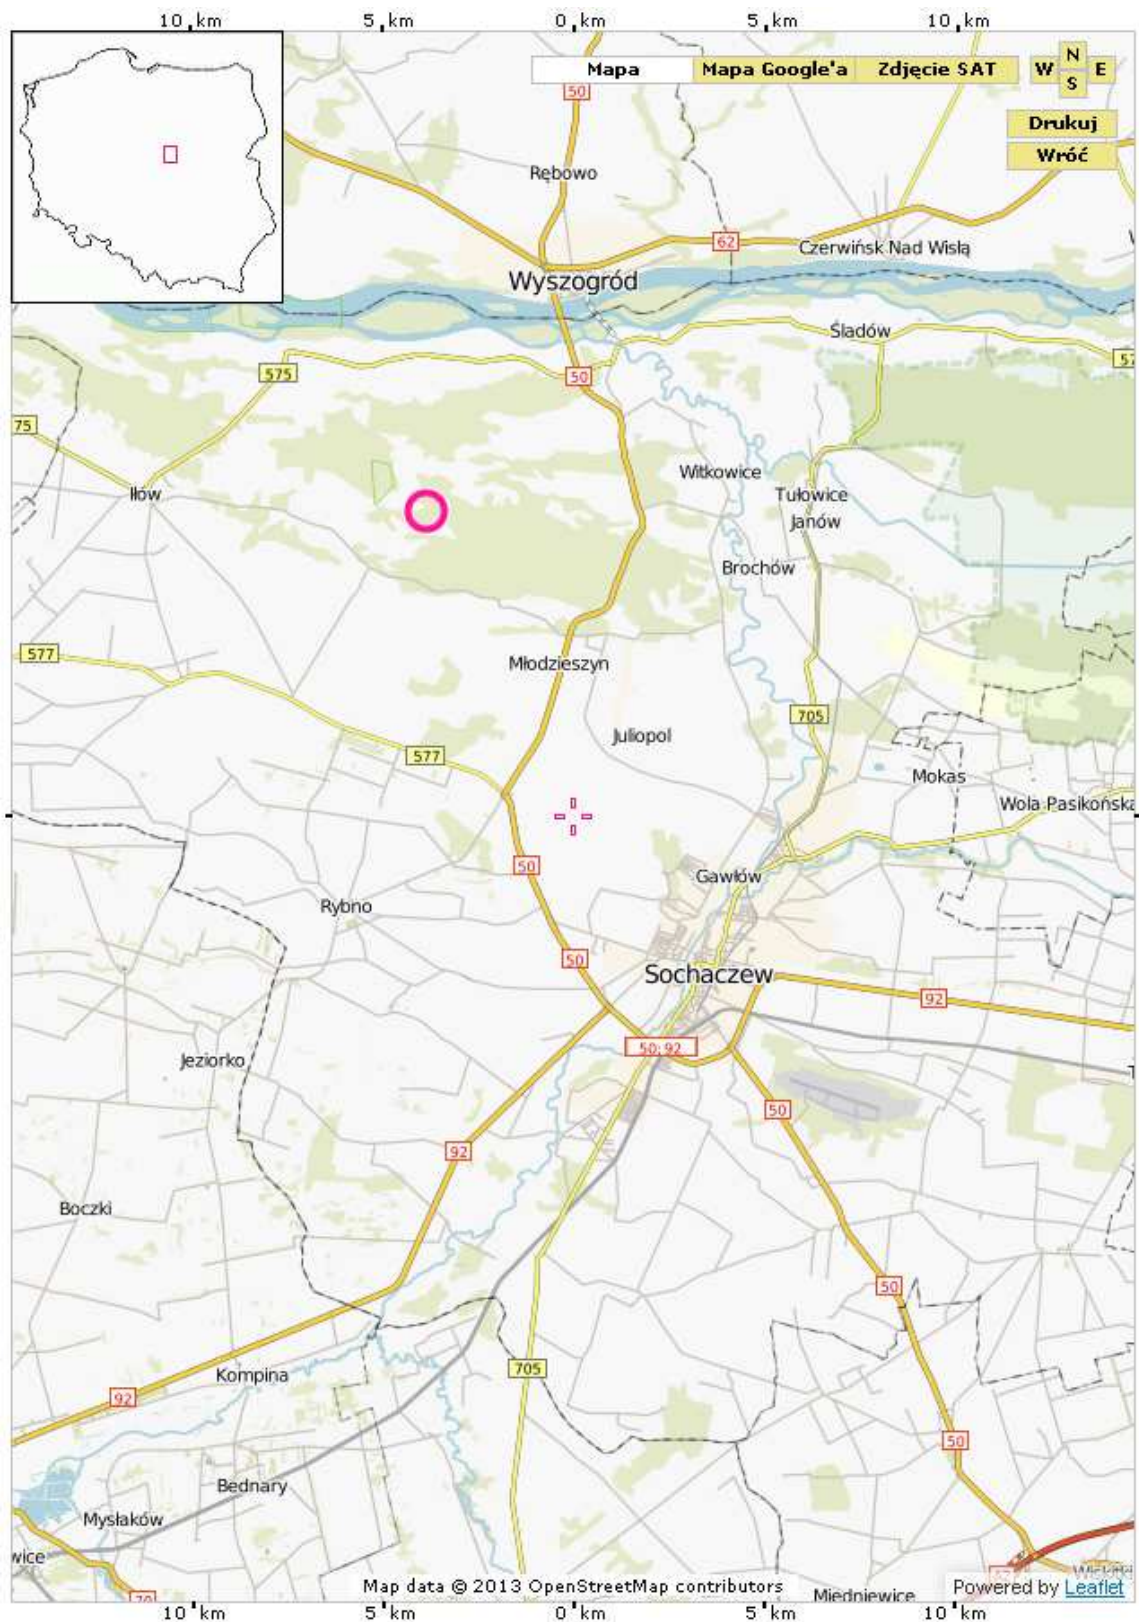 10 km 5 km 0 km 5 km 10 km
Mapa Mapa Google'a Zdjęcie SAT W N E
S
50
Drukuj
Wróć
Rębowo
62
Czerwińsk Nad Wisłą
Wyszogród
Śladów
575
50
57
75
Witkowice
Iłów
Tułowice
Janów
Brochów
577
Młodzieszyn
705
Juliopol
577
Mokas
Wola Pasikońska
50
Gawłów
Rybno
50
Sochaczew
92
50; 92
Jeziorko
50
92
Boczki
50
705
Kompina
92
50
Bednary
Mysłaków
wice
Map data © 2013 OpenStreetMap contributors
Powered by Leaflet
Miedniewice
70
10 km 5 km 0 km 5 km 10 km